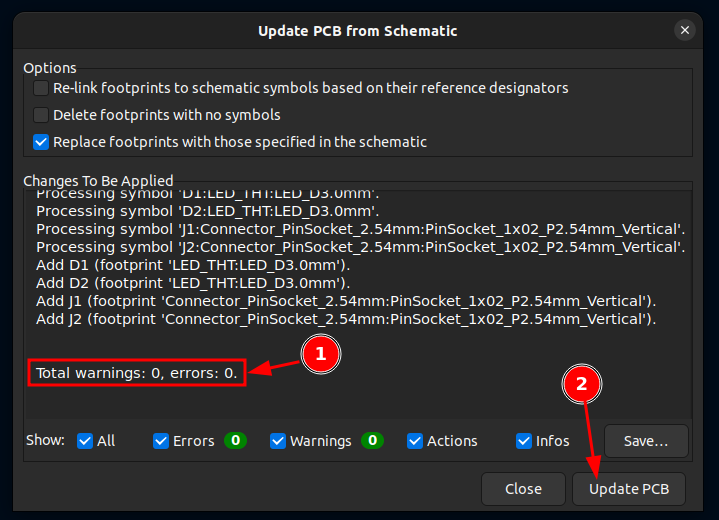 Update PCB from Schematic
Options
Re-link footprints to schematic symbols based on their reference designators
Delete footprints with no symbols
Replace footprints with those specified in the schematic
Changes To Be Applied
Processing symbol 'D1:LED_THT:LED_D3.0mm'.
Processing symbol 'D2:LED_THT:LED_D3.0mm'.
Processing symbol 'J1:Connector_PinSocket_2.54mm:PinSocket_1x02_P2.54mm_Vertical'.
Processing symbol 'J2:Connector_PinSocket_2.54mm:PinSocket_1x02_P2.54mm_Vertical'.
Add D1 (footprint 'LED_THT:LED_D3.0mm').
Add D2 (footprint 'LED_THT:LED_D3.0mm').
Add J1 (footprint 'Connector_PinSocket_2.54mm:PinSocket_1x02_P2.54mm_Vertical').
Add J2 (footprint 'Connector_PinSocket_2.54mm:PinSocket_1x02_P2.54mm_Vertical').
1
Total warnings: 0, errors: 0.
2
Show: All Errors 0 Warnings 0 Actions Infos Save...
Close Update PCB